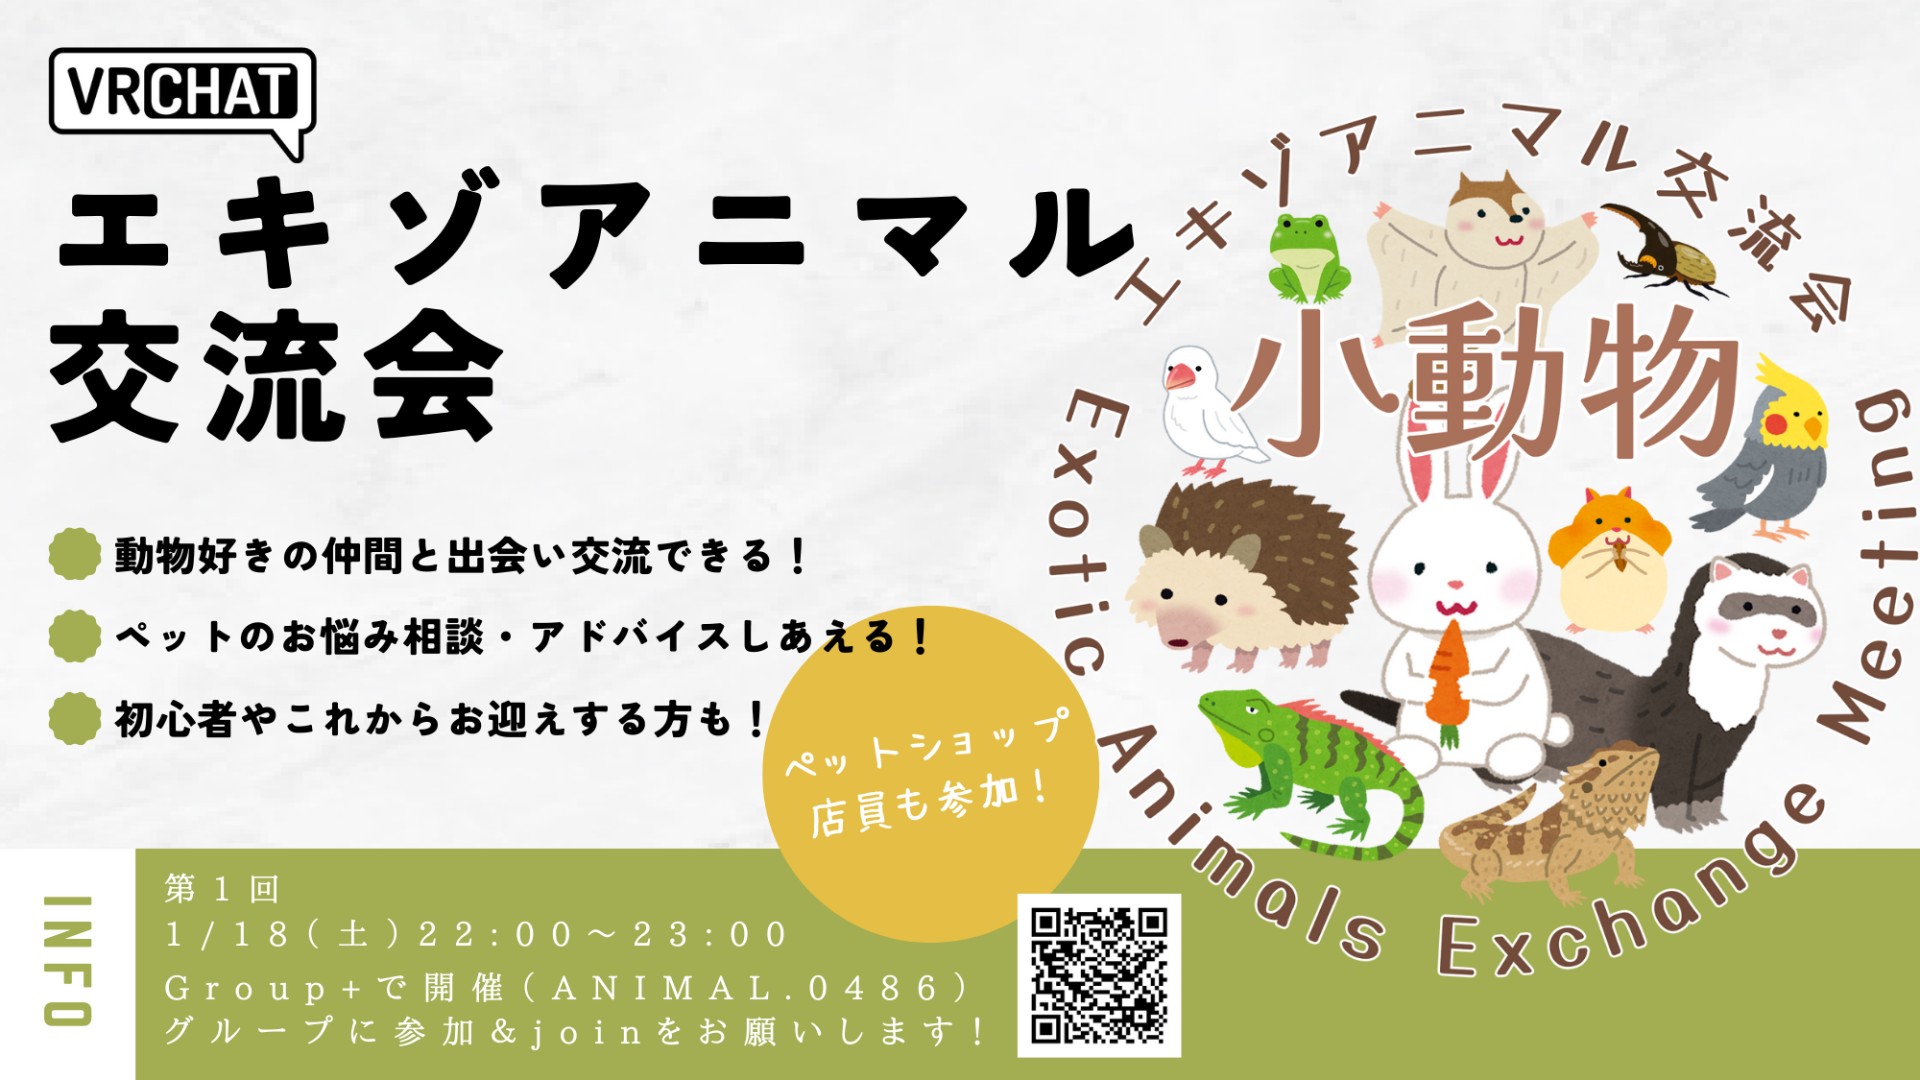 VRCHAT
エキゾアニマル
交流会
動物好きの仲間と出会い交流できる！
ペットのお悩み相談・アドバイスしあえる！
初心者やこれからお迎えする方も！
ペットショップ
店員も参加！
エキゾアニマル交流会
小動物
Exotic Animals Exchange Meeting
INFO
第1回
1/18(土)22:00～23:00
Group+で開催(ANIMAL.0486)
グループに参加&joinをお願いします！